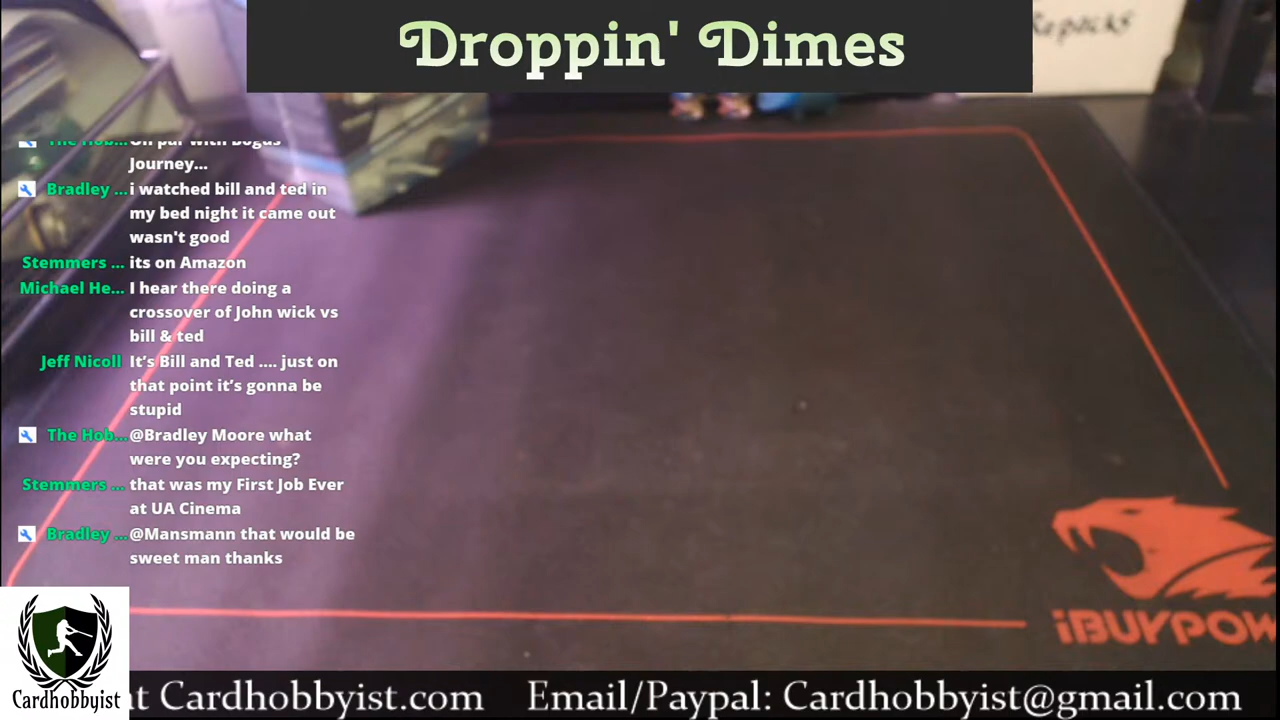 Droppin' Dimes
Repacks
Journey...
Bradley ... i watched bill and ted in
my bed night it came out
wasn't good
Stemmers ... its on Amazon
Michael He... I hear there doing a
crossover of John wick vs
bill & ted
Jeff Nicoll It's Bill and Ted .... just on
that point it's gonna be
stupid
The Hob... @Bradley Moore what
were you expecting?
Stemmers ... that was my First Job Ever
at UA Cinema
Bradley ... @Mansmann that would be
sweet man thanks
iBUYPOW
Cardhobbyist
at Cardhobbyist.com Email/Paypal: Cardhobbyist@gmail.com